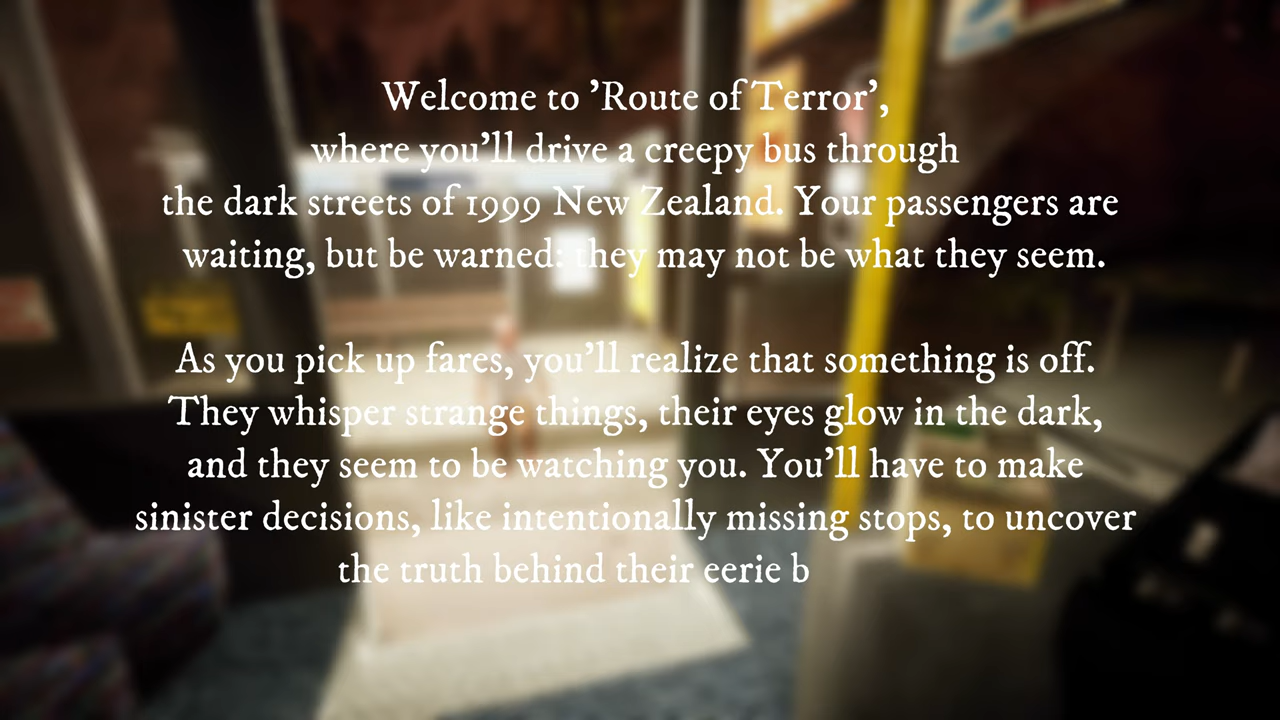 Welcome to ’Route of Terror’,
where you’ll drive a creepy bus through
the dark streets of 1999 New Zealand. Your passengers are
waiting, but be warned: they may not be what they seem.
As you pick up fares, you’ll realize that something is off.
They whisper strange things, their eyes glow in the dark,
and they seem to be watching you. You’ll have to make
sinister decisions, like intentionally missing stops, to uncover
the truth behind their eerie b